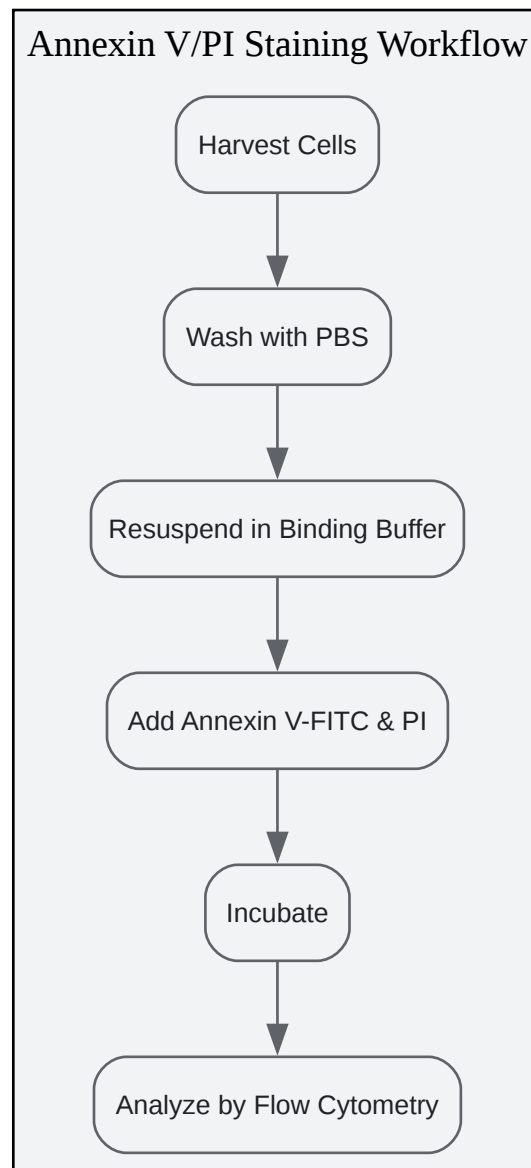 Annexin V/PI Staining Workflow
Harvest Cells
Wash with PBS
Resuspend in Binding Buffer
Add Annexin V-FITC & PI
Incubate
Analyze by Flow Cytometry